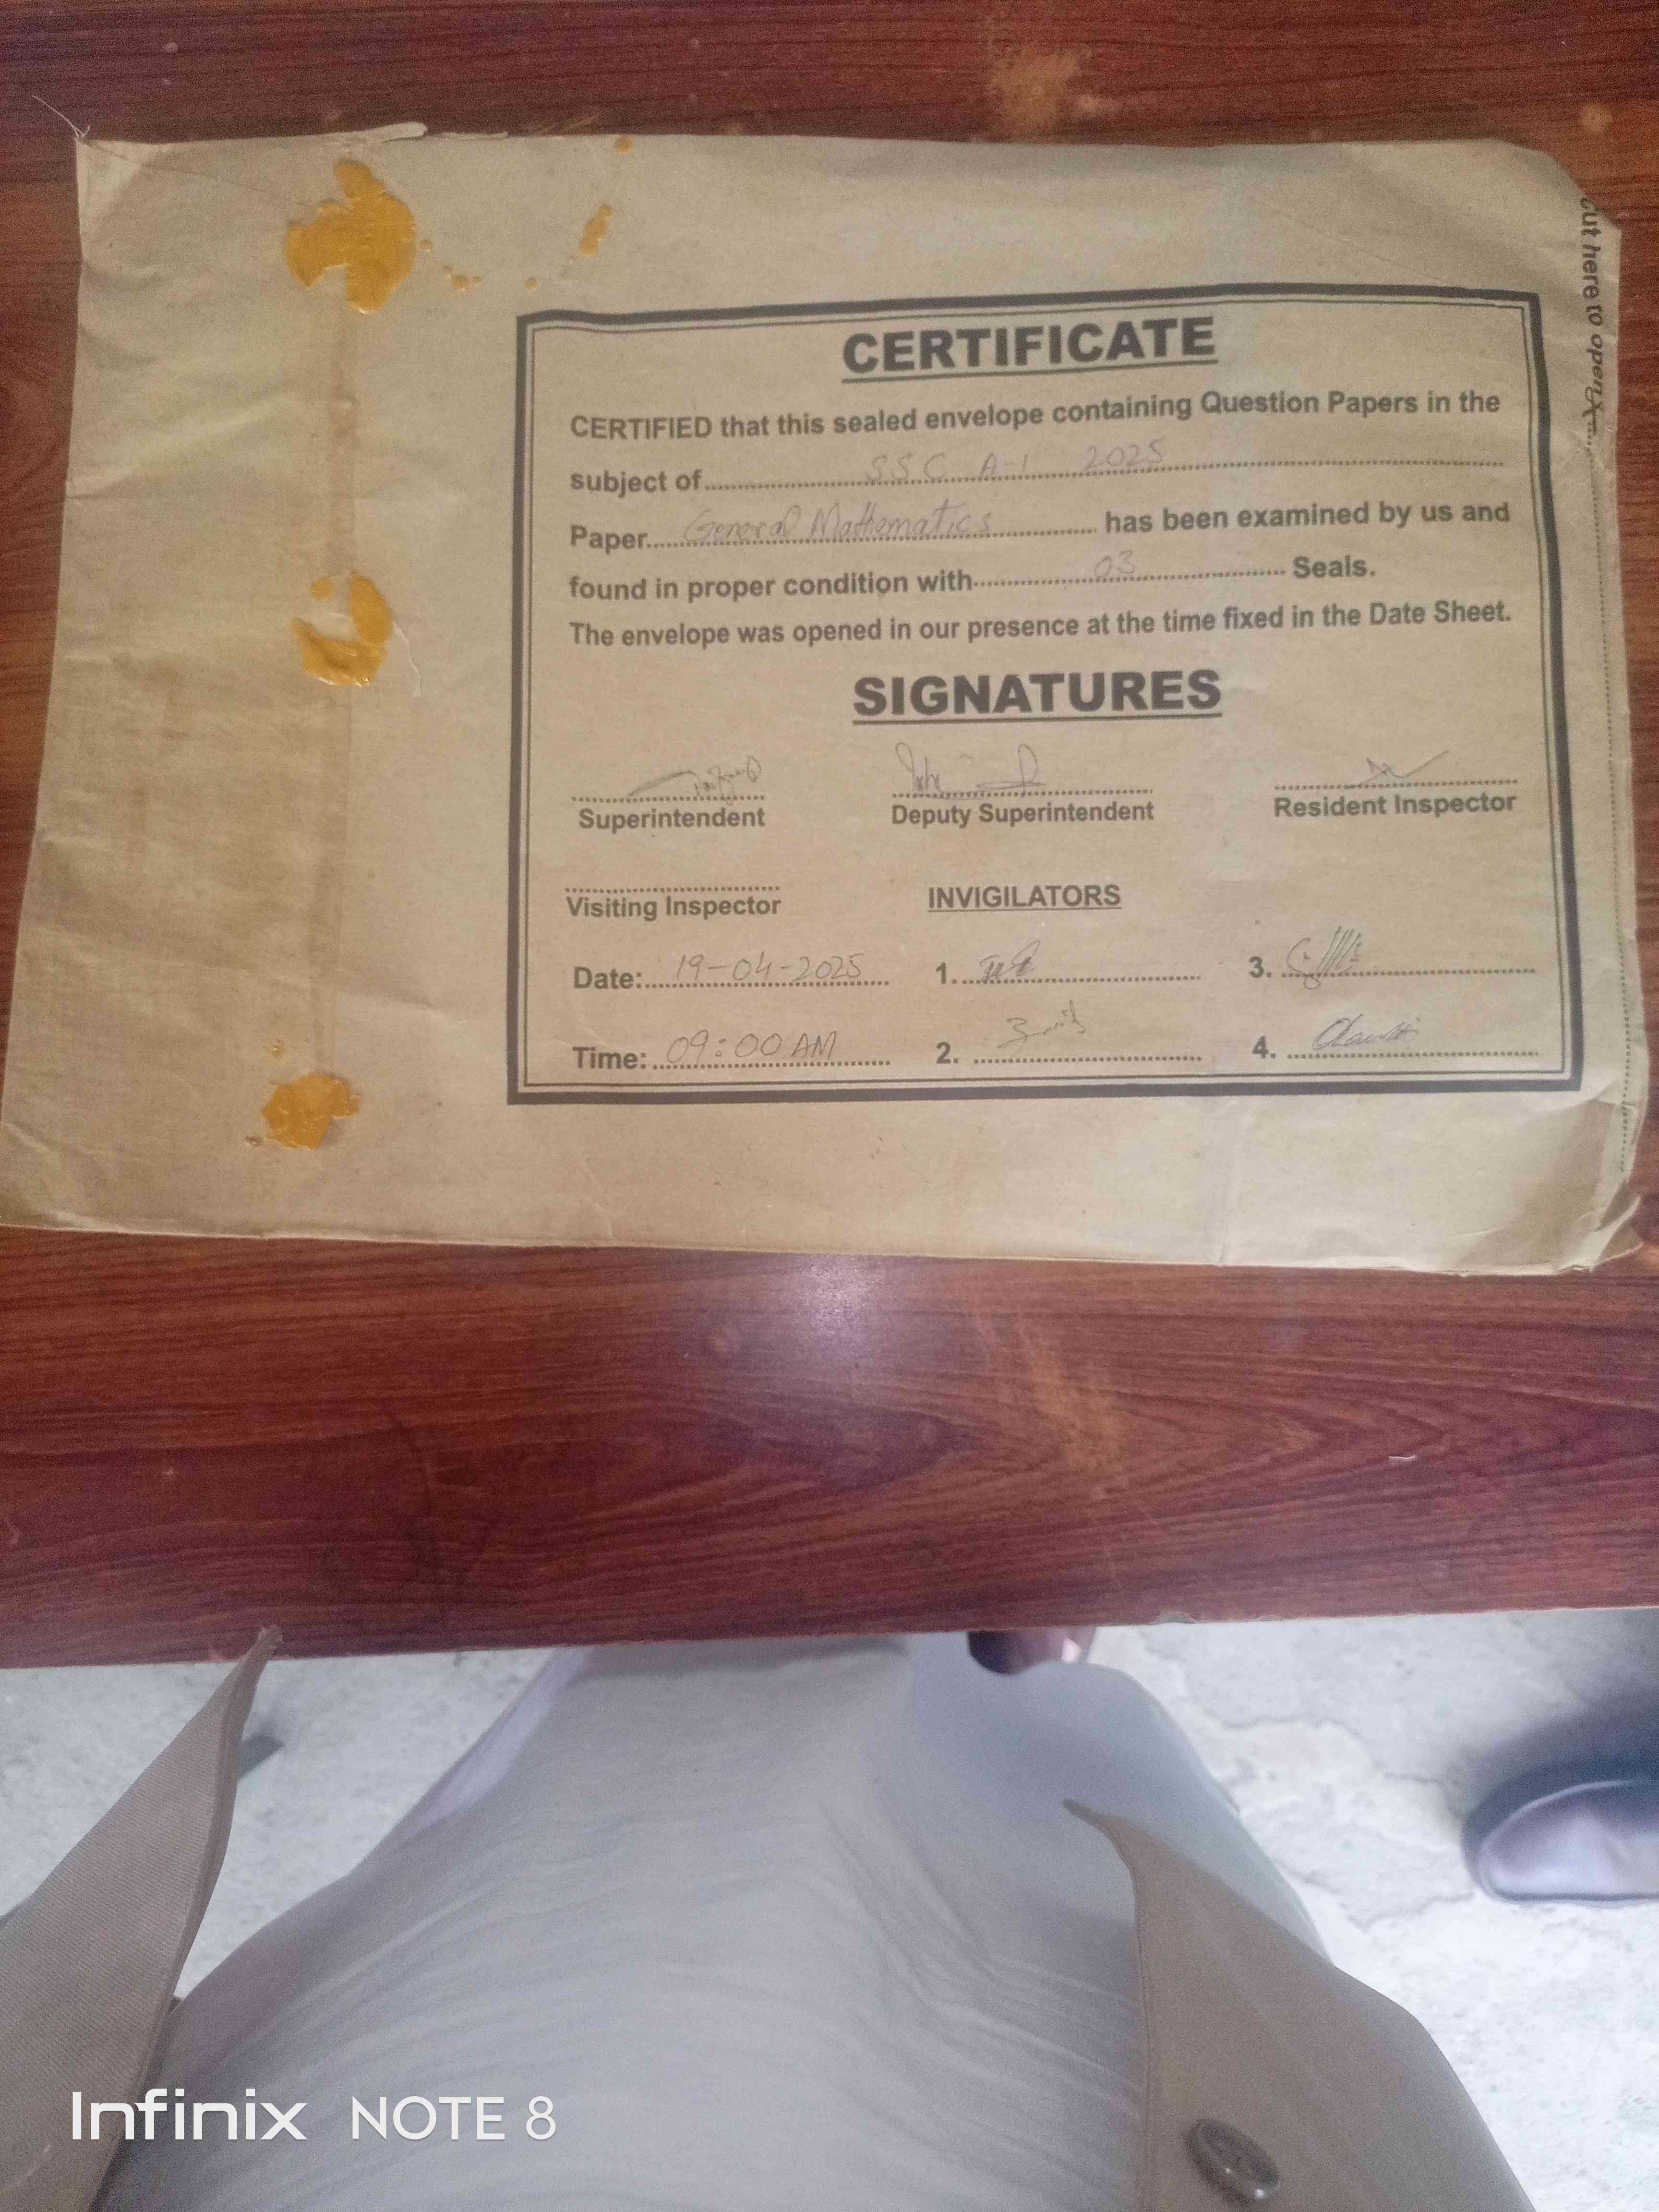 cut here to open
CERTIFICATE
CERTIFIED that this sealed envelope containing Question Papers in the
subject of SSC A-I 2025
Paper General Mathematics has been examined by us and
found in proper condition with 03 Seals.
The envelope was opened in our presence at the time fixed in the Date Sheet.
SIGNATURES
Superintendent Deputy Superintendent Resident Inspector
Visiting Inspector INVIGILATORS
Date: 19-04-2025 1. 3.
Time: 09:00 AM 2. 4.
Infinix NOTE 8